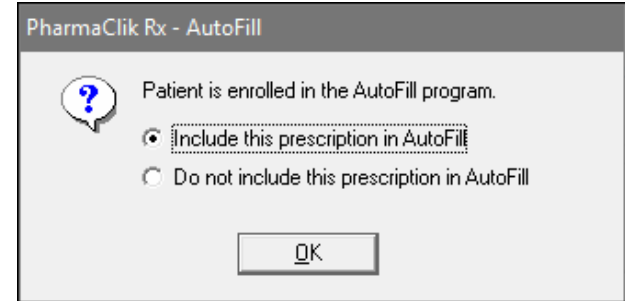 PharmaClik Rx - AutoFill
Patient is enrolled in the AutoFill program.
Include this prescription in AutoFill
Do not include this prescription in AutoFill
OK